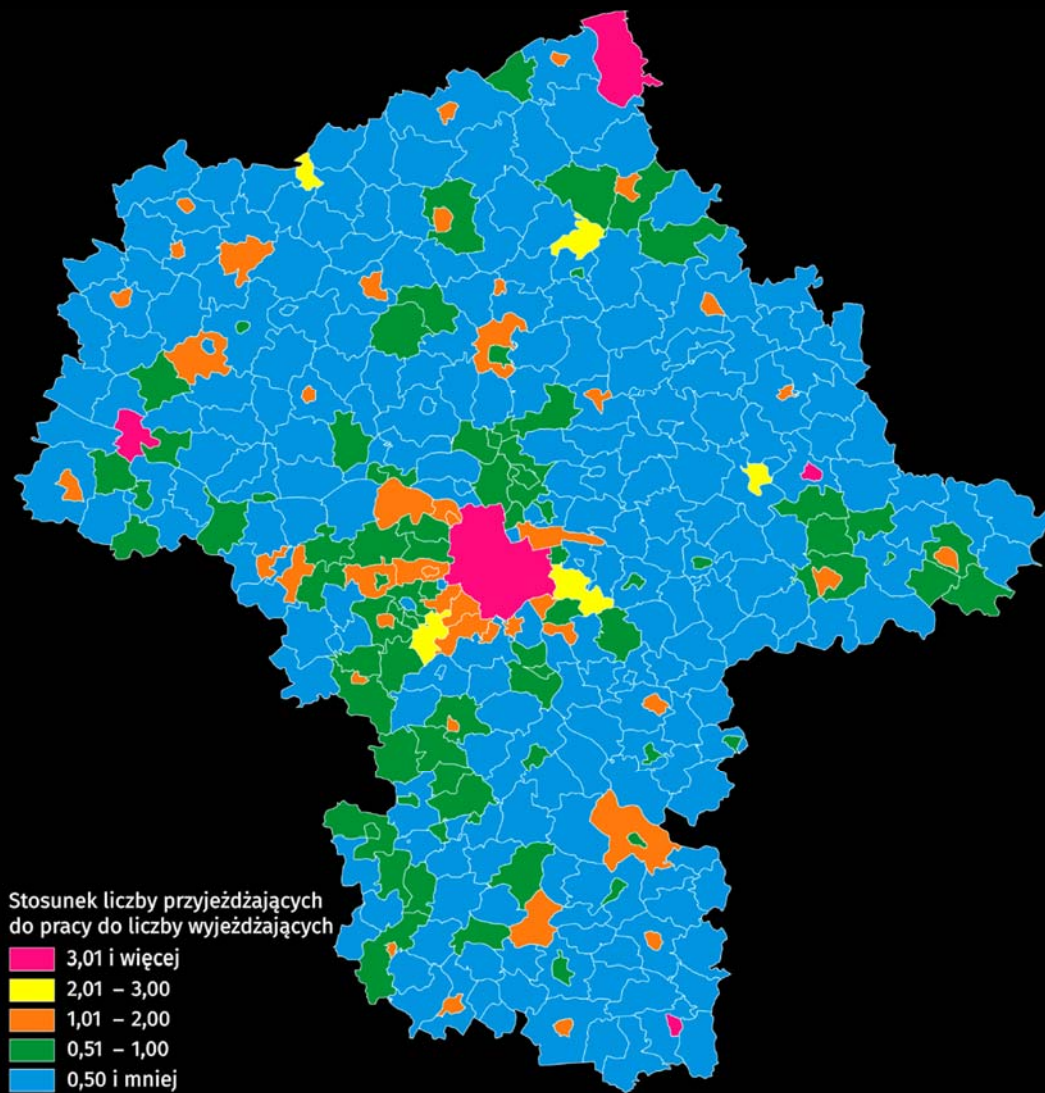 Stosunek liczby przyjeżdżających
do pracy do liczby wyjeżdżających
3,01 i więcej
2,01 – 3,00
1,01 – 2,00
0,51 – 1,00
0,50 i mniej